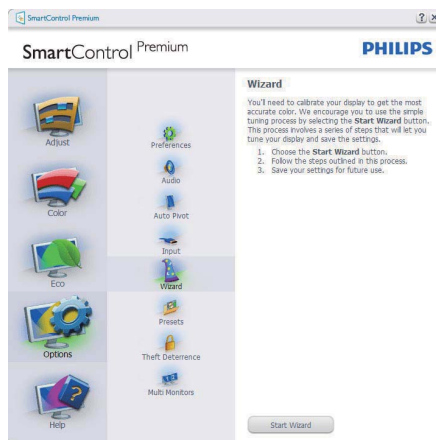 SmartControl Premium
SmartControl Premium
PHILIPS
Adjust
Color
Eco
Options
Help
Preferences
Audio
Auto Pivot
Input
Wizard
Presets
Theft Deterrence
Multi Monitors
Wizard
You'll need to calibrate your display to get the most
accurate color. We encourage you to use the simple
tuning process by selecting the Start Wizard button.
This process involves a series of steps that will let you
tune your display and save the settings.
1. Choose the Start Wizard button.
2. Follow the steps outlined in this process.
3. Save your settings for future use.
Start Wizard